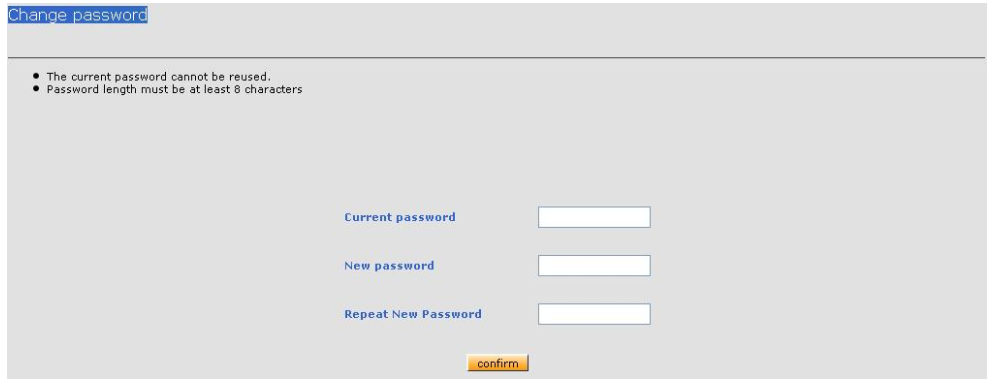 Change password
The current password cannot be reused.
Password length must be at least 8 characters
Current password
New password
Repeat New Password
confirm